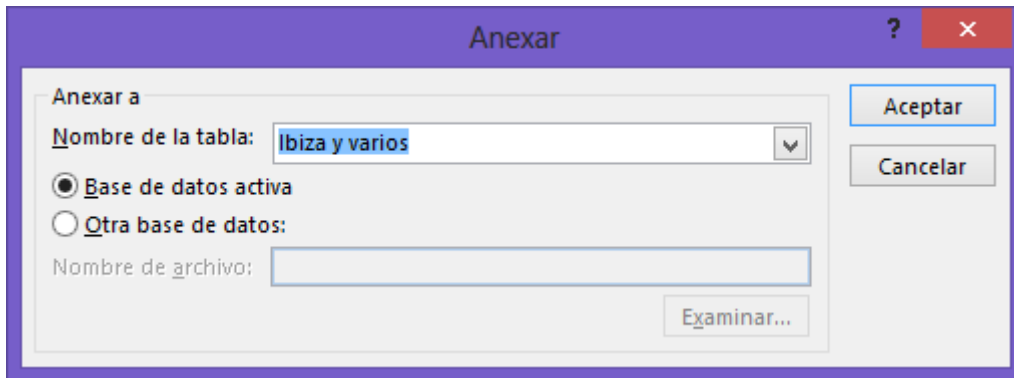 Anexar
?
Anexar a
Nombre de la tabla: Ibiza y varios
Base de datos activa
Otra base de datos:
Nombre de archivo:
Examinar...
Aceptar
Cancelar